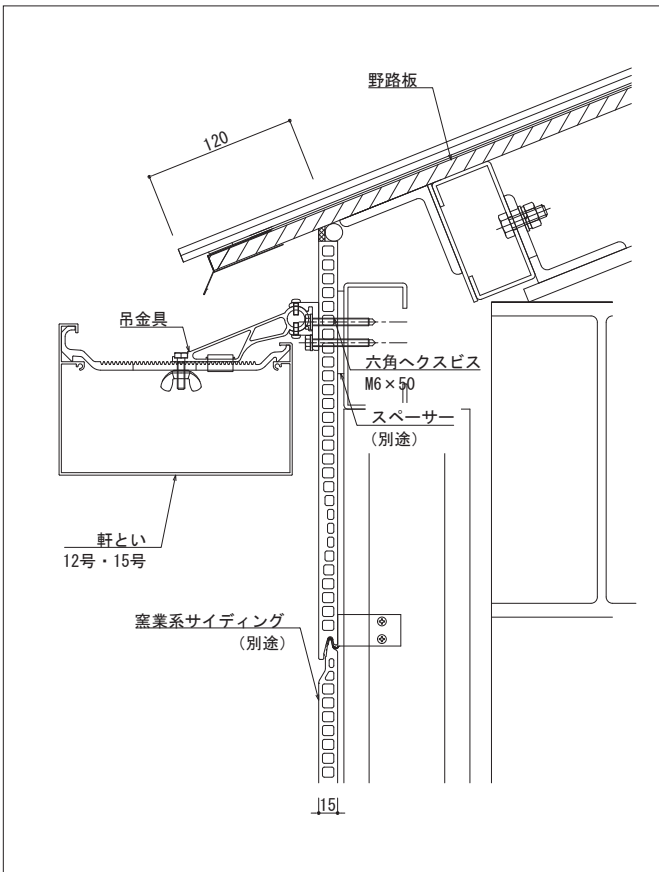 野路板
120
吊金具
六角ヘクスビス
M6×50
スペーサー
(別途)
軒とい
12号・15号
窯業系サイディング
(別途)
15